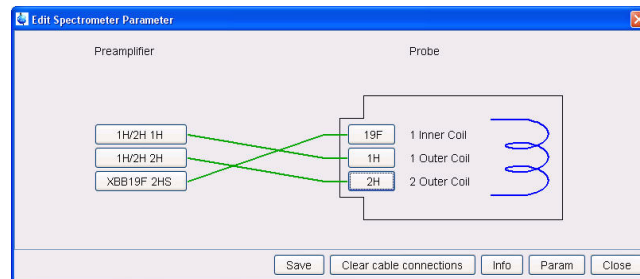 Edit Spectrometer Parameter
Preamplifier Probe
1H/2H 1H 19F 1 Inner Coil
1H/2H 2H 1H 1 Outer Coil
XBB19F 2HS 2H 2 Outer Coil
Save Clear cable connections Info Param Close